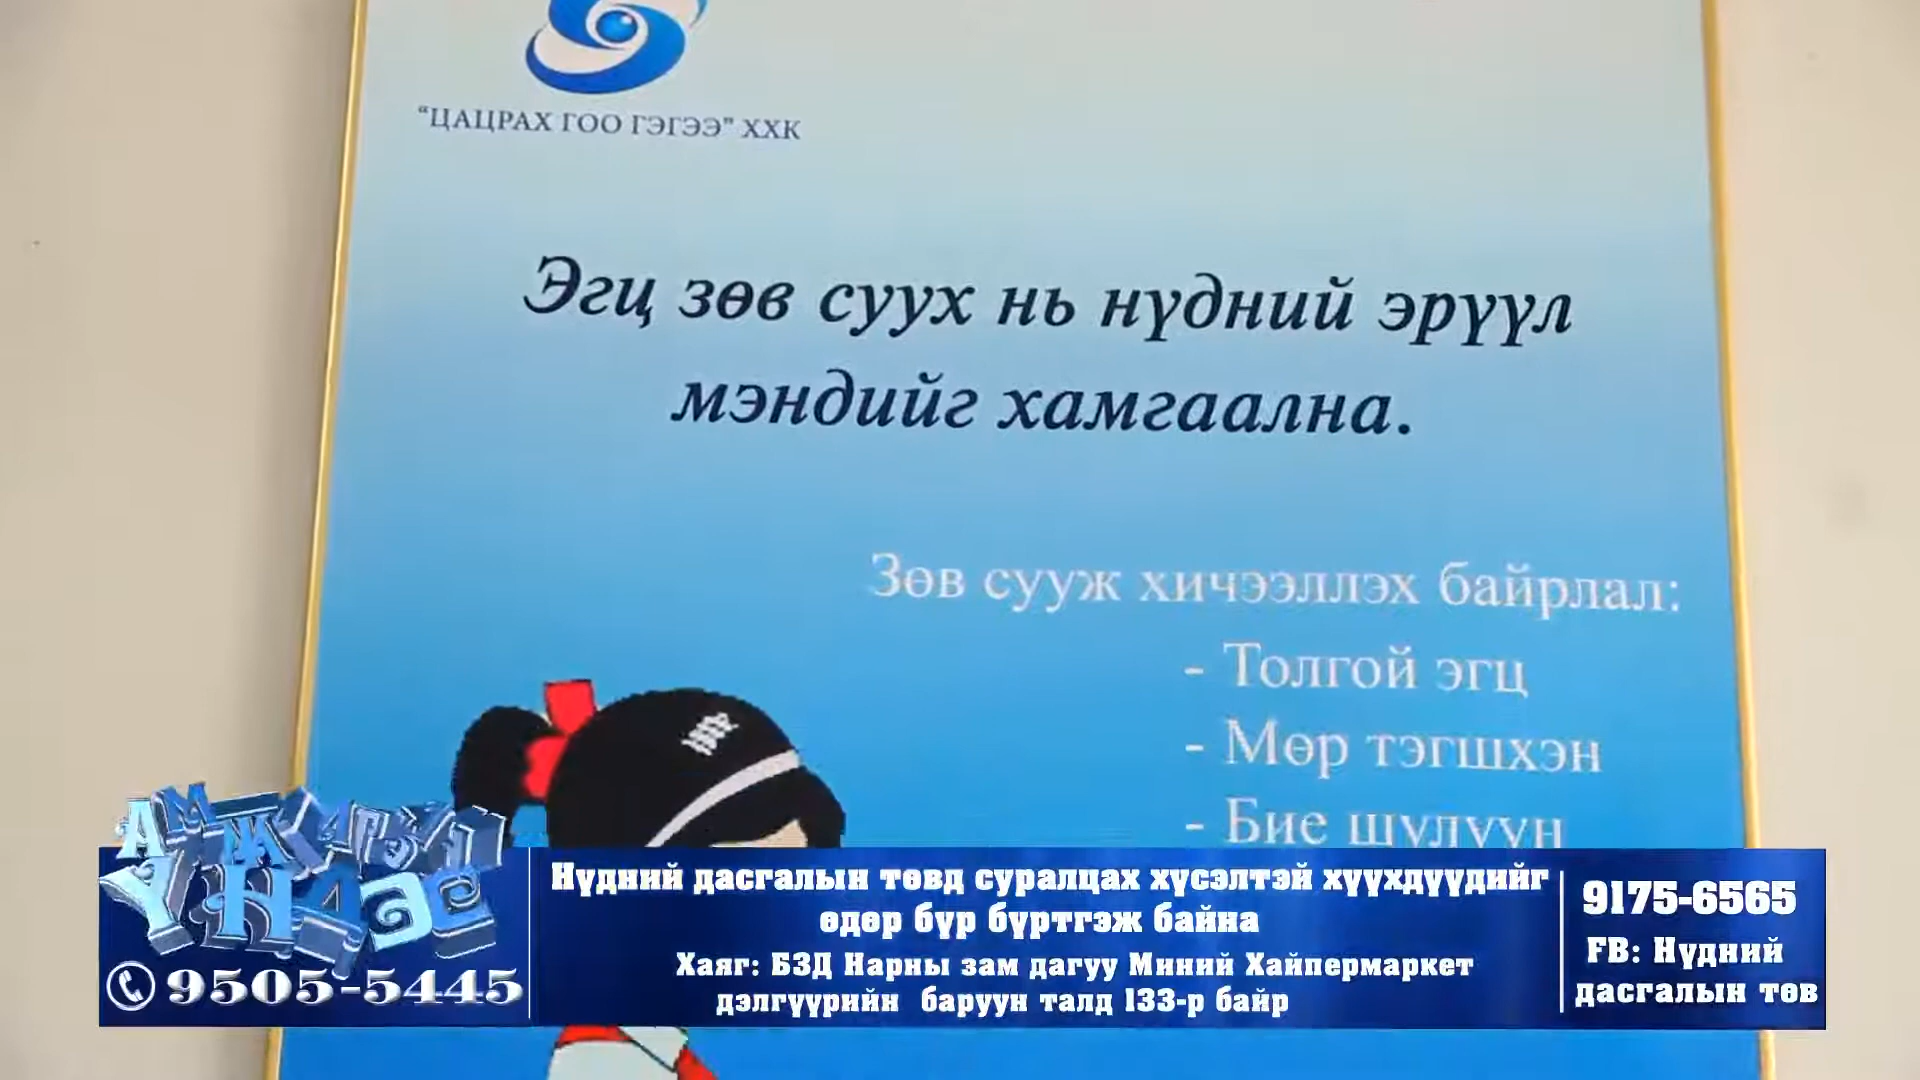 "ЦАЦРАХ ГОО ГЭГЭЭ" ХХК
Эгц зөв суух нь нүдний эрүүл
мэндийг хамгаална.
Зөв сууж хичээллэх байрлал:
- Толгой эгц
- Мөр тэгшхэн
- Бие шулуун
АМЖИЛТЫН
ҮНДЭС
9505-5445
Нүдний дасгалын төвд суралцах хүсэлтэй хүүхдүүдийг
өдөр бүр бүртгэж байна
Хаяг: БЗД Нарны зам дагуу Миний Хайпермаркет
дэлгүүрийн баруун талд 133-р байр
9175-6565
FB: Нүдний
дасгалын төв